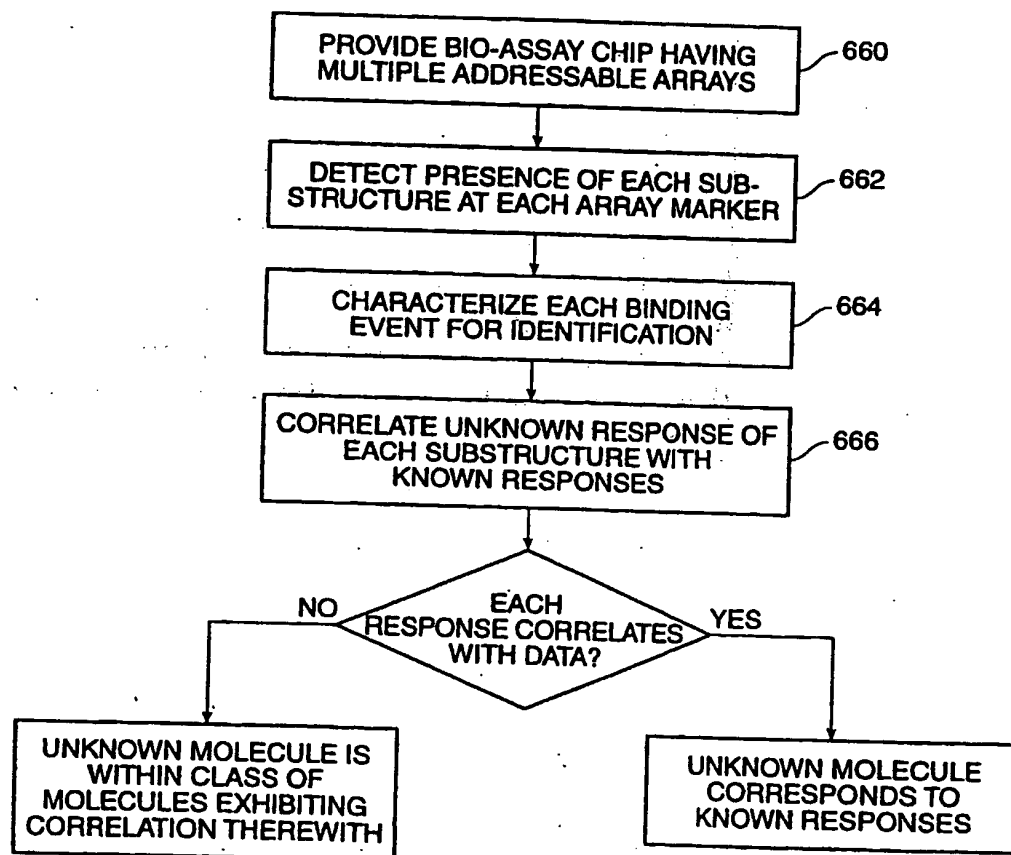 PROVIDE BIO-ASSAY CHIP HAVING
MULTIPLE ADDRESSABLE ARRAYS
660
DETECT PRESENCE OF EACH SUB-
STRUCTURE AT EACH ARRAY MARKER
662
CHARACTERIZE EACH BINDING
EVENT FOR IDENTIFICATION
664
CORRELATE UNKNOWN RESPONSE OF
EACH SUBSTRUCTURE WITH
KNOWN RESPONSES
666
NO
EACH
RESPONSE CORRELATES
WITH DATA?
YES
UNKNOWN MOLECULE IS
WITHIN CLASS OF
MOLECULES EXHIBITING
CORRELATION THEREWITH
UNKNOWN MOLECULE
CORRESPONDS TO
KNOWN RESPONSES